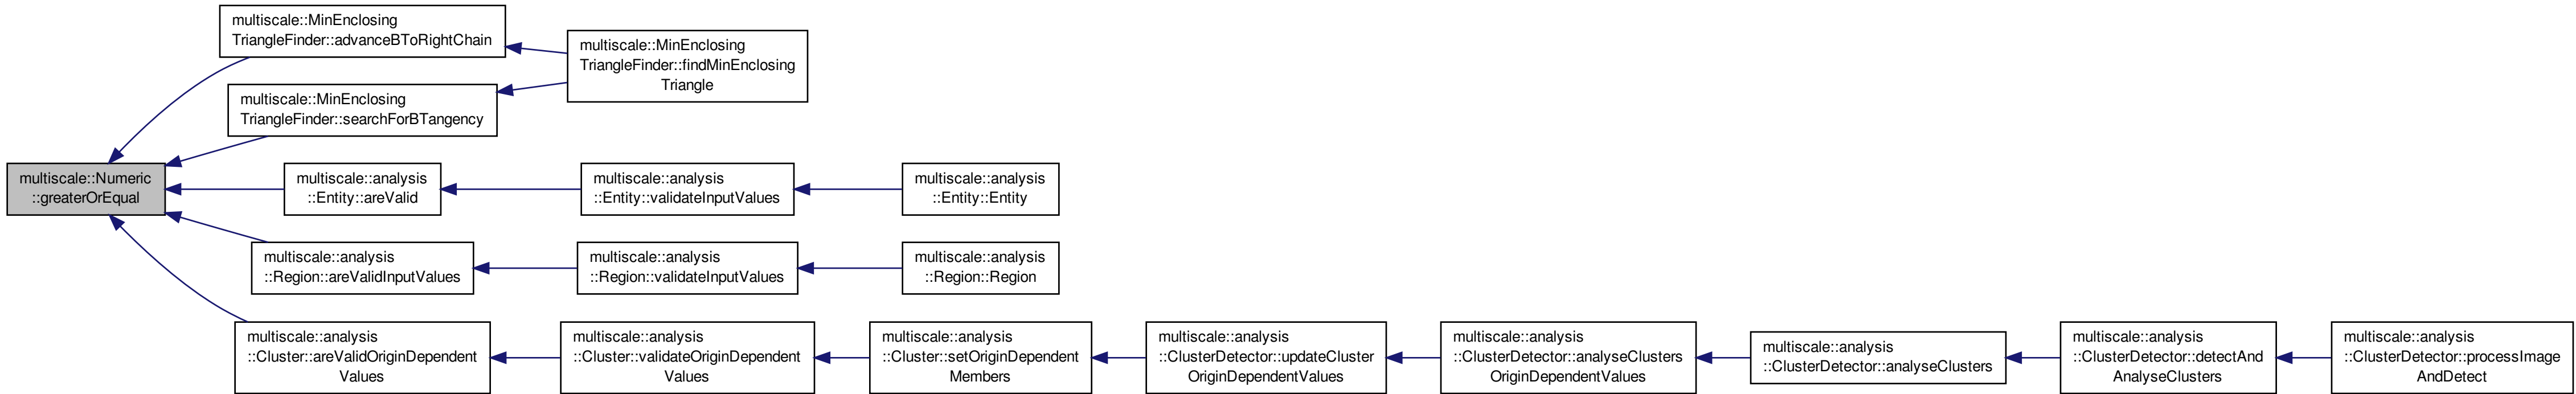 multiscale::MinEnclosing
TriangleFinder::advanceBToRightChain
multiscale::MinEnclosing
TriangleFinder::findMinEnclosing
Triangle
multiscale::MinEnclosing
TriangleFinder::searchForBTangency
multiscale::Numeric
::greaterOrEqual
multiscale::analysis
::Entity::areValid
multiscale::analysis
::Entity::validateInputValues
multiscale::analysis
::Entity::Entity
multiscale::analysis
::Region::areValidInputValues
multiscale::analysis
::Region::validateInputValues
multiscale::analysis
::Region::Region
multiscale::analysis
::Cluster::areValidOriginDependent
Values
multiscale::analysis
::Cluster::validateOriginDependent
Values
multiscale::analysis
::Cluster::setOriginDependent
Members
multiscale::analysis
::ClusterDetector::updateCluster
OriginDependentValues
multiscale::analysis
::ClusterDetector::analyseClusters
OriginDependentValues
multiscale::analysis
::ClusterDetector::analyseClusters
multiscale::analysis
::ClusterDetector::detectAnd
AnalyseClusters
multiscale::analysis
::ClusterDetector::processImage
AndDetect